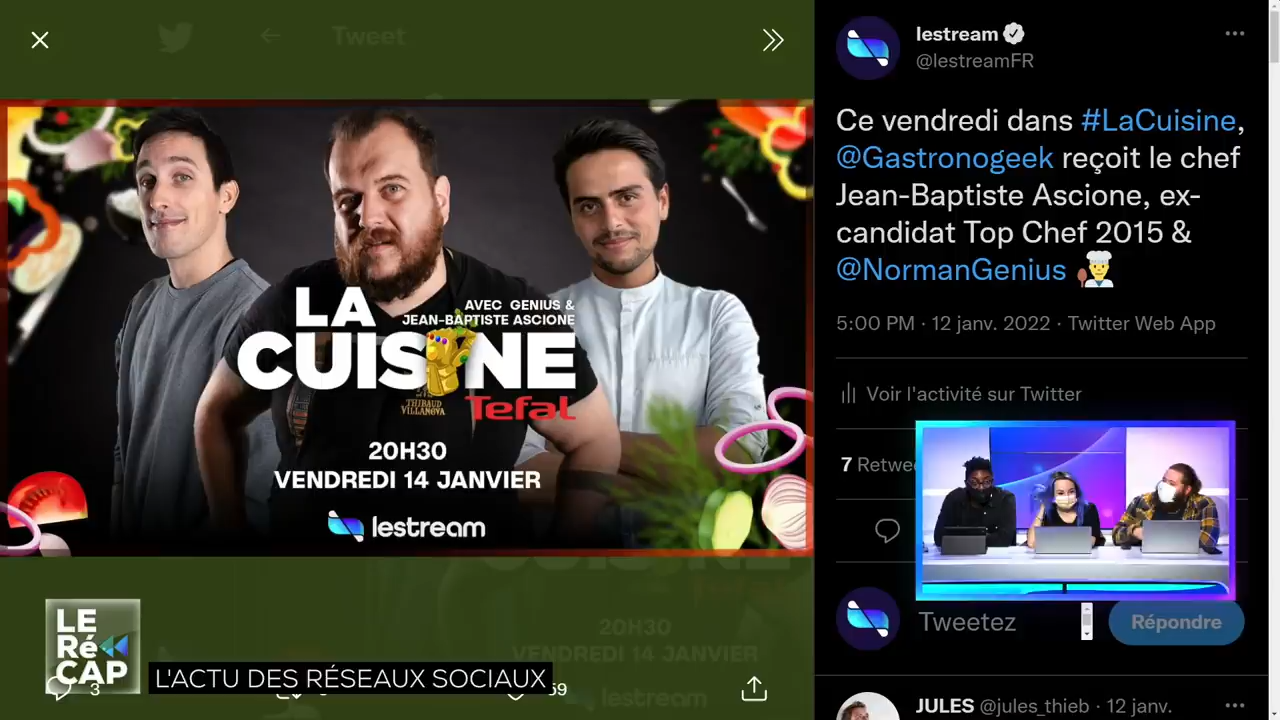 Tweet
LA
CUISINE
AVEC GENIUS &
JEAN-BAPTISTE ASCIONE
THIBAUD
VILLANOVA
Tefal
20H30
VENDREDI 14 JANVIER
lestream
20H30
VENDREDI 14 JANVIER
lestream
LE
Ré
CAP
3
59
L'ACTU DES RÉSEAUX SOCIAUX
lestream
@lestreamFR
Ce vendredi dans #LaCuisine,
@Gastronogeek reçoit le chef
Jean-Baptiste Ascione, ex-
candidat Top Chef 2015 &
@NormanGenius
5:00 PM · 12 janv. 2022 · Twitter Web App
Voir l'activité sur Twitter
7 Retwee
Tweetez
Répondre
JULES @jules_thieb · 12 janv.